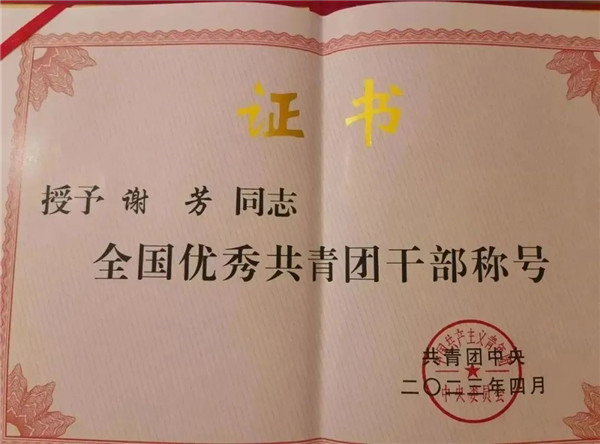 证书
授予 谢 芳 同志
全国优秀共青团干部称号
共青团中央
二〇二二年四月